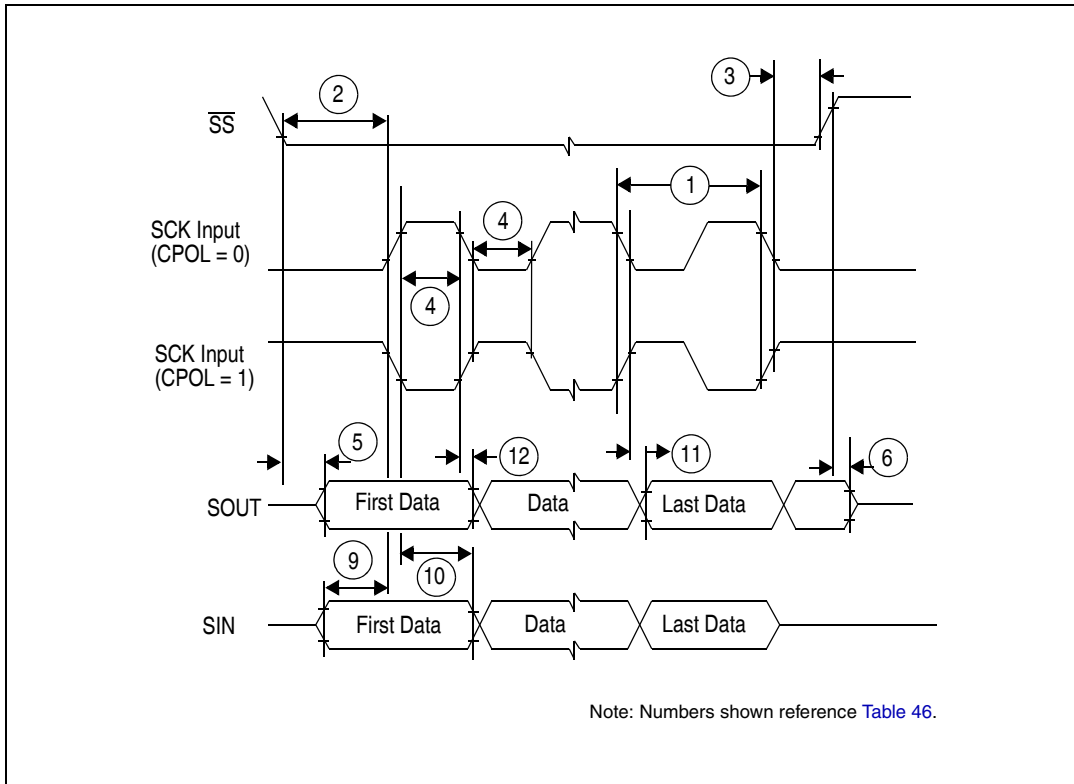 3
2
SS
1
SCK Input
(CPOL = 0)
4
4
SCK Input
(CPOL = 1)
5
12
11
6
SOUT
First Data
Data
Last Data
9
10
SIN
First Data
Data
Last Data
Note: Numbers shown reference Table 46.